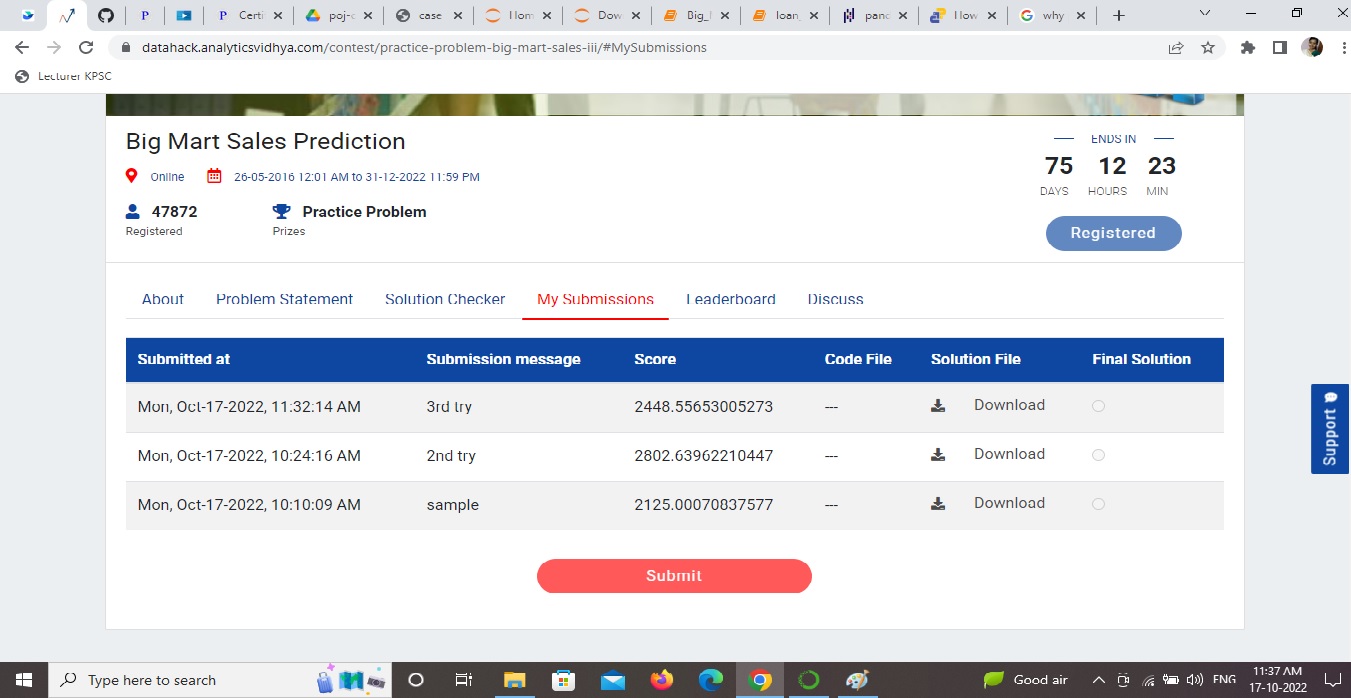 P
P Certi
poj-c
case
Hom
Dow
Big_
loan_
panc
How
why
datahack.analyticsvidhya.com/contest/practice-problem-big-mart-sales-iii/#MySubmissions
Lecturer KPSC
Big Mart Sales Prediction
Online 26-05-2016 12:01 AM to 31-12-2022 11:59 PM
47872 Practice Problem
Registered Prizes
ENDS IN
75 12 23
DAYS HOURS MIN
Registered
About Problem Statement Solution Checker My Submissions Leaderboard Discuss
Submitted at Submission message Score Code File Solution File Final Solution
Mon, Oct-17-2022, 11:32:14 AM 3rd try 2448.55653005273 --- Download
Mon, Oct-17-2022, 10:24:16 AM 2nd try 2802.63962210447 --- Download
Mon, Oct-17-2022, 10:10:09 AM sample 2125.00070837577 --- Download
Submit
Support
Type here to search
Good air
ENG
11:37 AM
17-10-2022